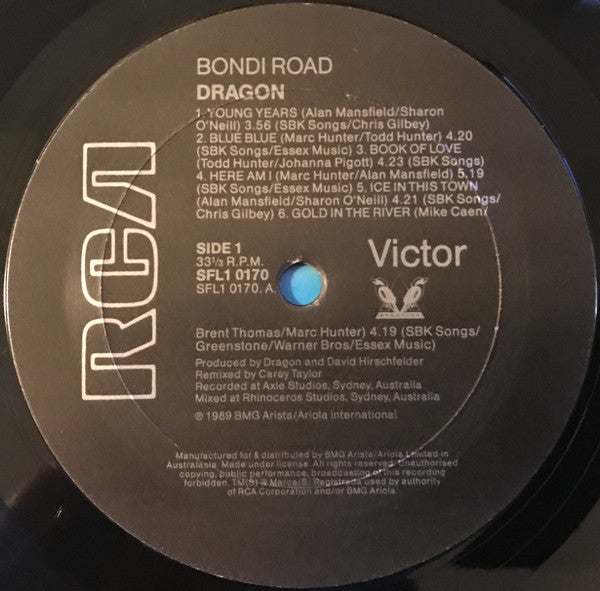 BONDI ROAD
DRAGON
1. YOUNG YEARS (Alan Mansfield/Sharon
O'Neill) 3.56 (SBK Songs/Chris Gilbey)
2. BLUE BLUE (Marc Hunter/Todd Hunter) 4.20
(SBK Songs/Essex Music) 3. BOOK OF LOVE
(Todd Hunter/Johanna Pigott) 4.23 (SBK Songs)
4. HERE AM I (Marc Hunter/Alan Mansfield) 5.19
(SBK Songs/Essex Music) 5. ICE IN THIS TOWN
(Alan Mansfield/Sharon O'Neill) 4.21 (SBK Songs/
Chris Gilbey) 6. GOLD IN THE RIVER (Mike Caen/
RCA
SIDE 1
33⅓ R.P.M.
SFL1 0170
SFL1 0170. A.
Victor
WHEATLEY
Brent Thomas/Marc Hunter) 4.19 (SBK Songs/
Greenstone/Warner Bros/Essex Music)
Produced by Dragon and David Hirschfelder
Remixed by Carey Taylor
Recorded at Axle Studios, Sydney, Australia
Mixed at Rhinoceros Studios, Sydney, Australia
℗ 1989 BMG Arista/Ariola International
Manufactured for & distributed by BMG Arista/Ariola Limited in
Australasia. Made under license. All rights reserved. Unauthorised
copying, public performance, broadcasting of this recording
forbidden. TM(S) & Marca(S). Registrada used by authority
of RCA Corporation and/or BMG Ariola.